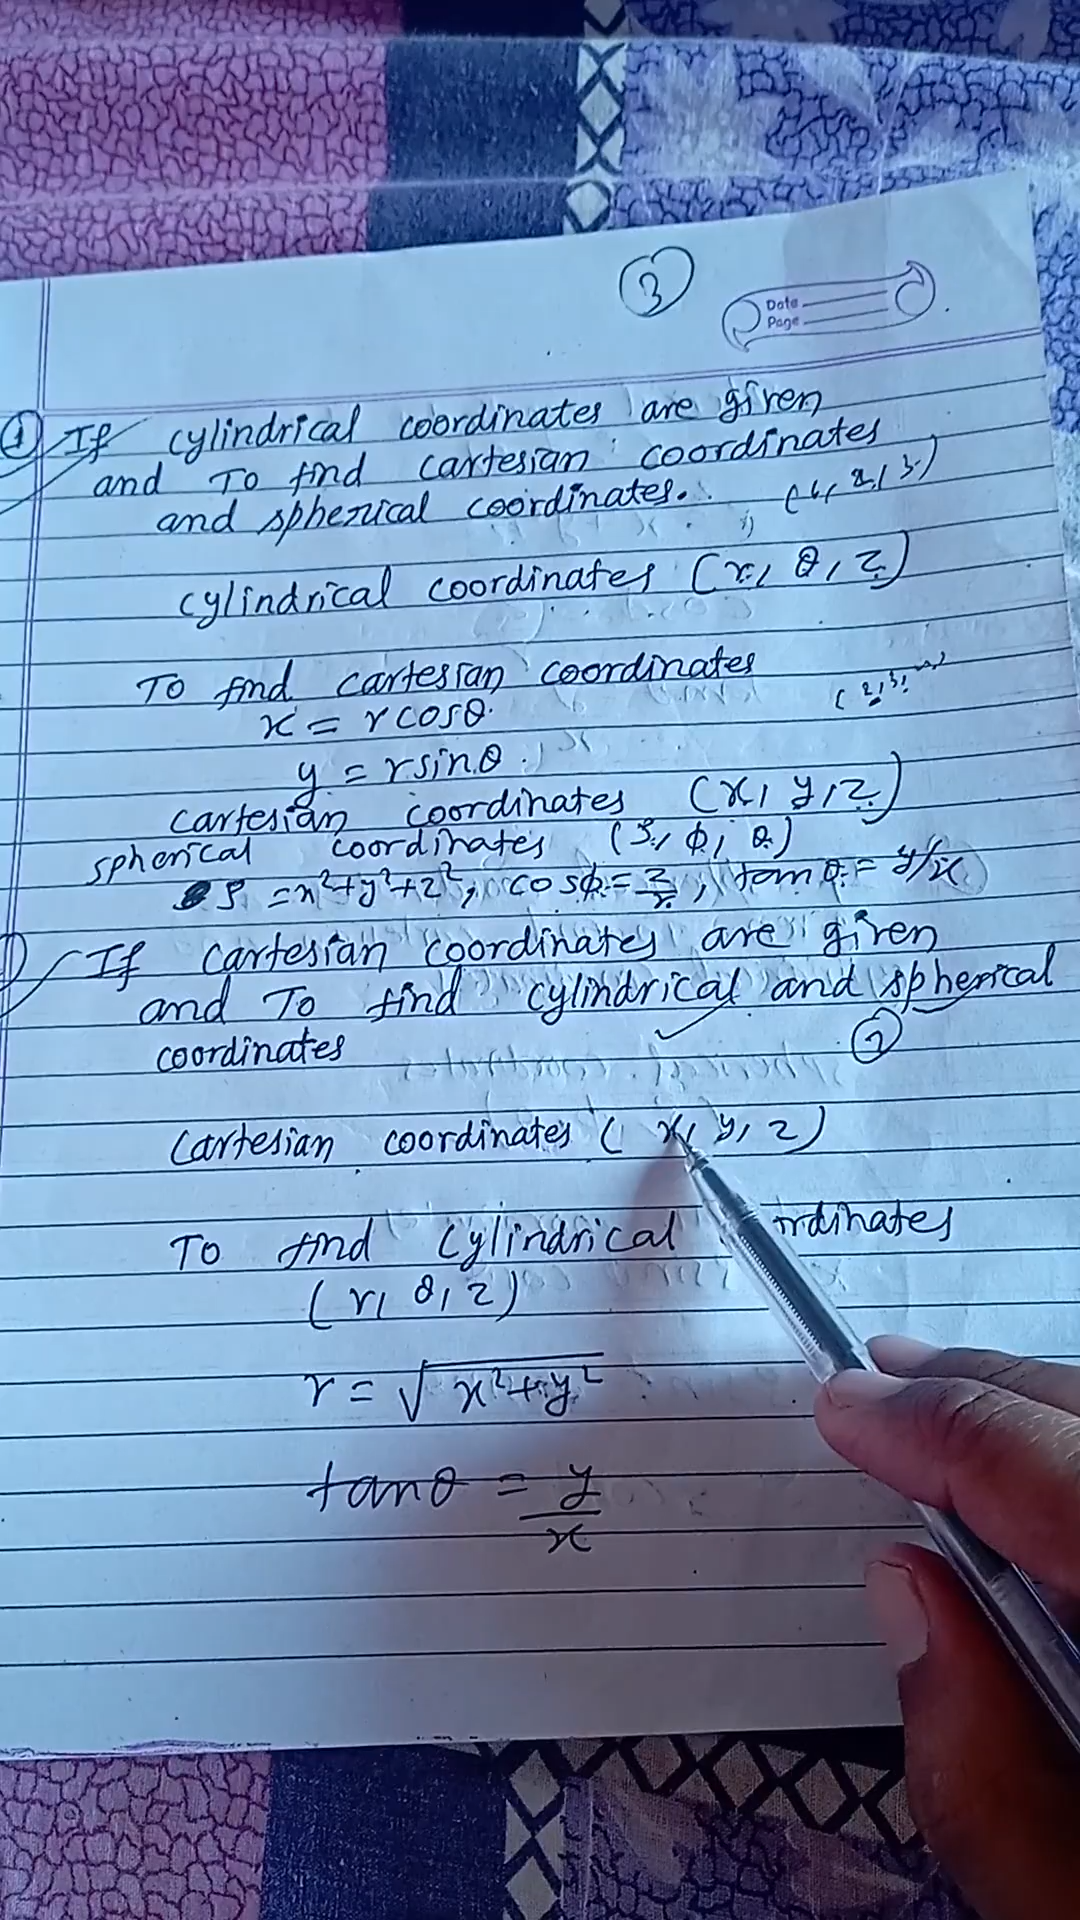 3
Date
Page
1 If cylindrical coordinates are given
and To find cartesian coordinates
and spherical coordinates.
cylindrical coordinates (r, θ, z)
To find cartesian coordinates
x = r cosθ
y = r sinθ
cartesian coordinates (x, y, z)
spherical coordinates (ρ, ϕ, θ)
ρ = x²+y²+z², cosϕ = z/r, tanθ = y/x
If cartesian coordinates are given
and To find cylindrical and spherical
coordinates
2
Cartesian coordinates (x, y, z)
To find cylindrical rdinates
(r, θ, z)
r = √x²+y²
tanθ = y/x